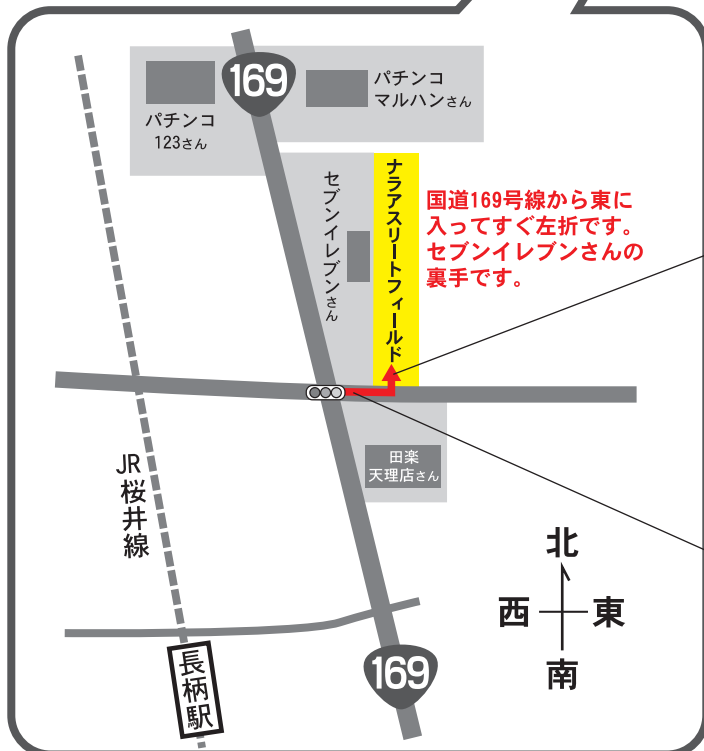 169
パチンコ
123さん
パチンコ
マルハンさん
セブンイレブンさん
ナラアスリートフィールド
国道169号線から東に
入ってすぐ左折です。
セブンイレブンさんの
裏手です。
田楽
天理店さん
JR桜井線
北
西
東
南
長柄駅
169